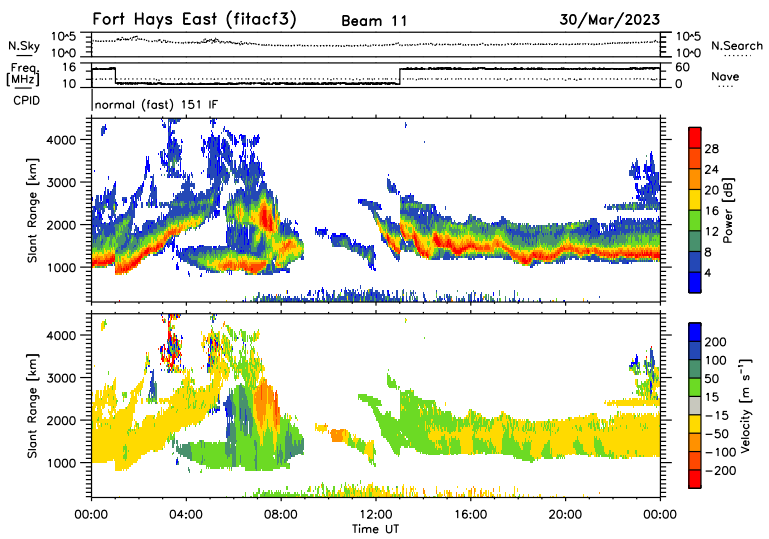 Fort Hays East (fitacf3) Beam 11 30/Mar/2023
N.Sky 10^5 10^0 10^5 10^0 N.Search
Freq. [MHz] 16 10 60 0 Nave
CPID normal (fast) 151 IF
Slant Range [km]
4000
3000
2000
1000
28
24
20
16
12
8
4
Power [dB]
Slant Range [km]
4000
3000
2000
1000
200
100
50
15
−15
−50
−100
−200
Velocity [m s⁻¹]
00:00 04:00 08:00 12:00 16:00 20:00 00:00
Time UT